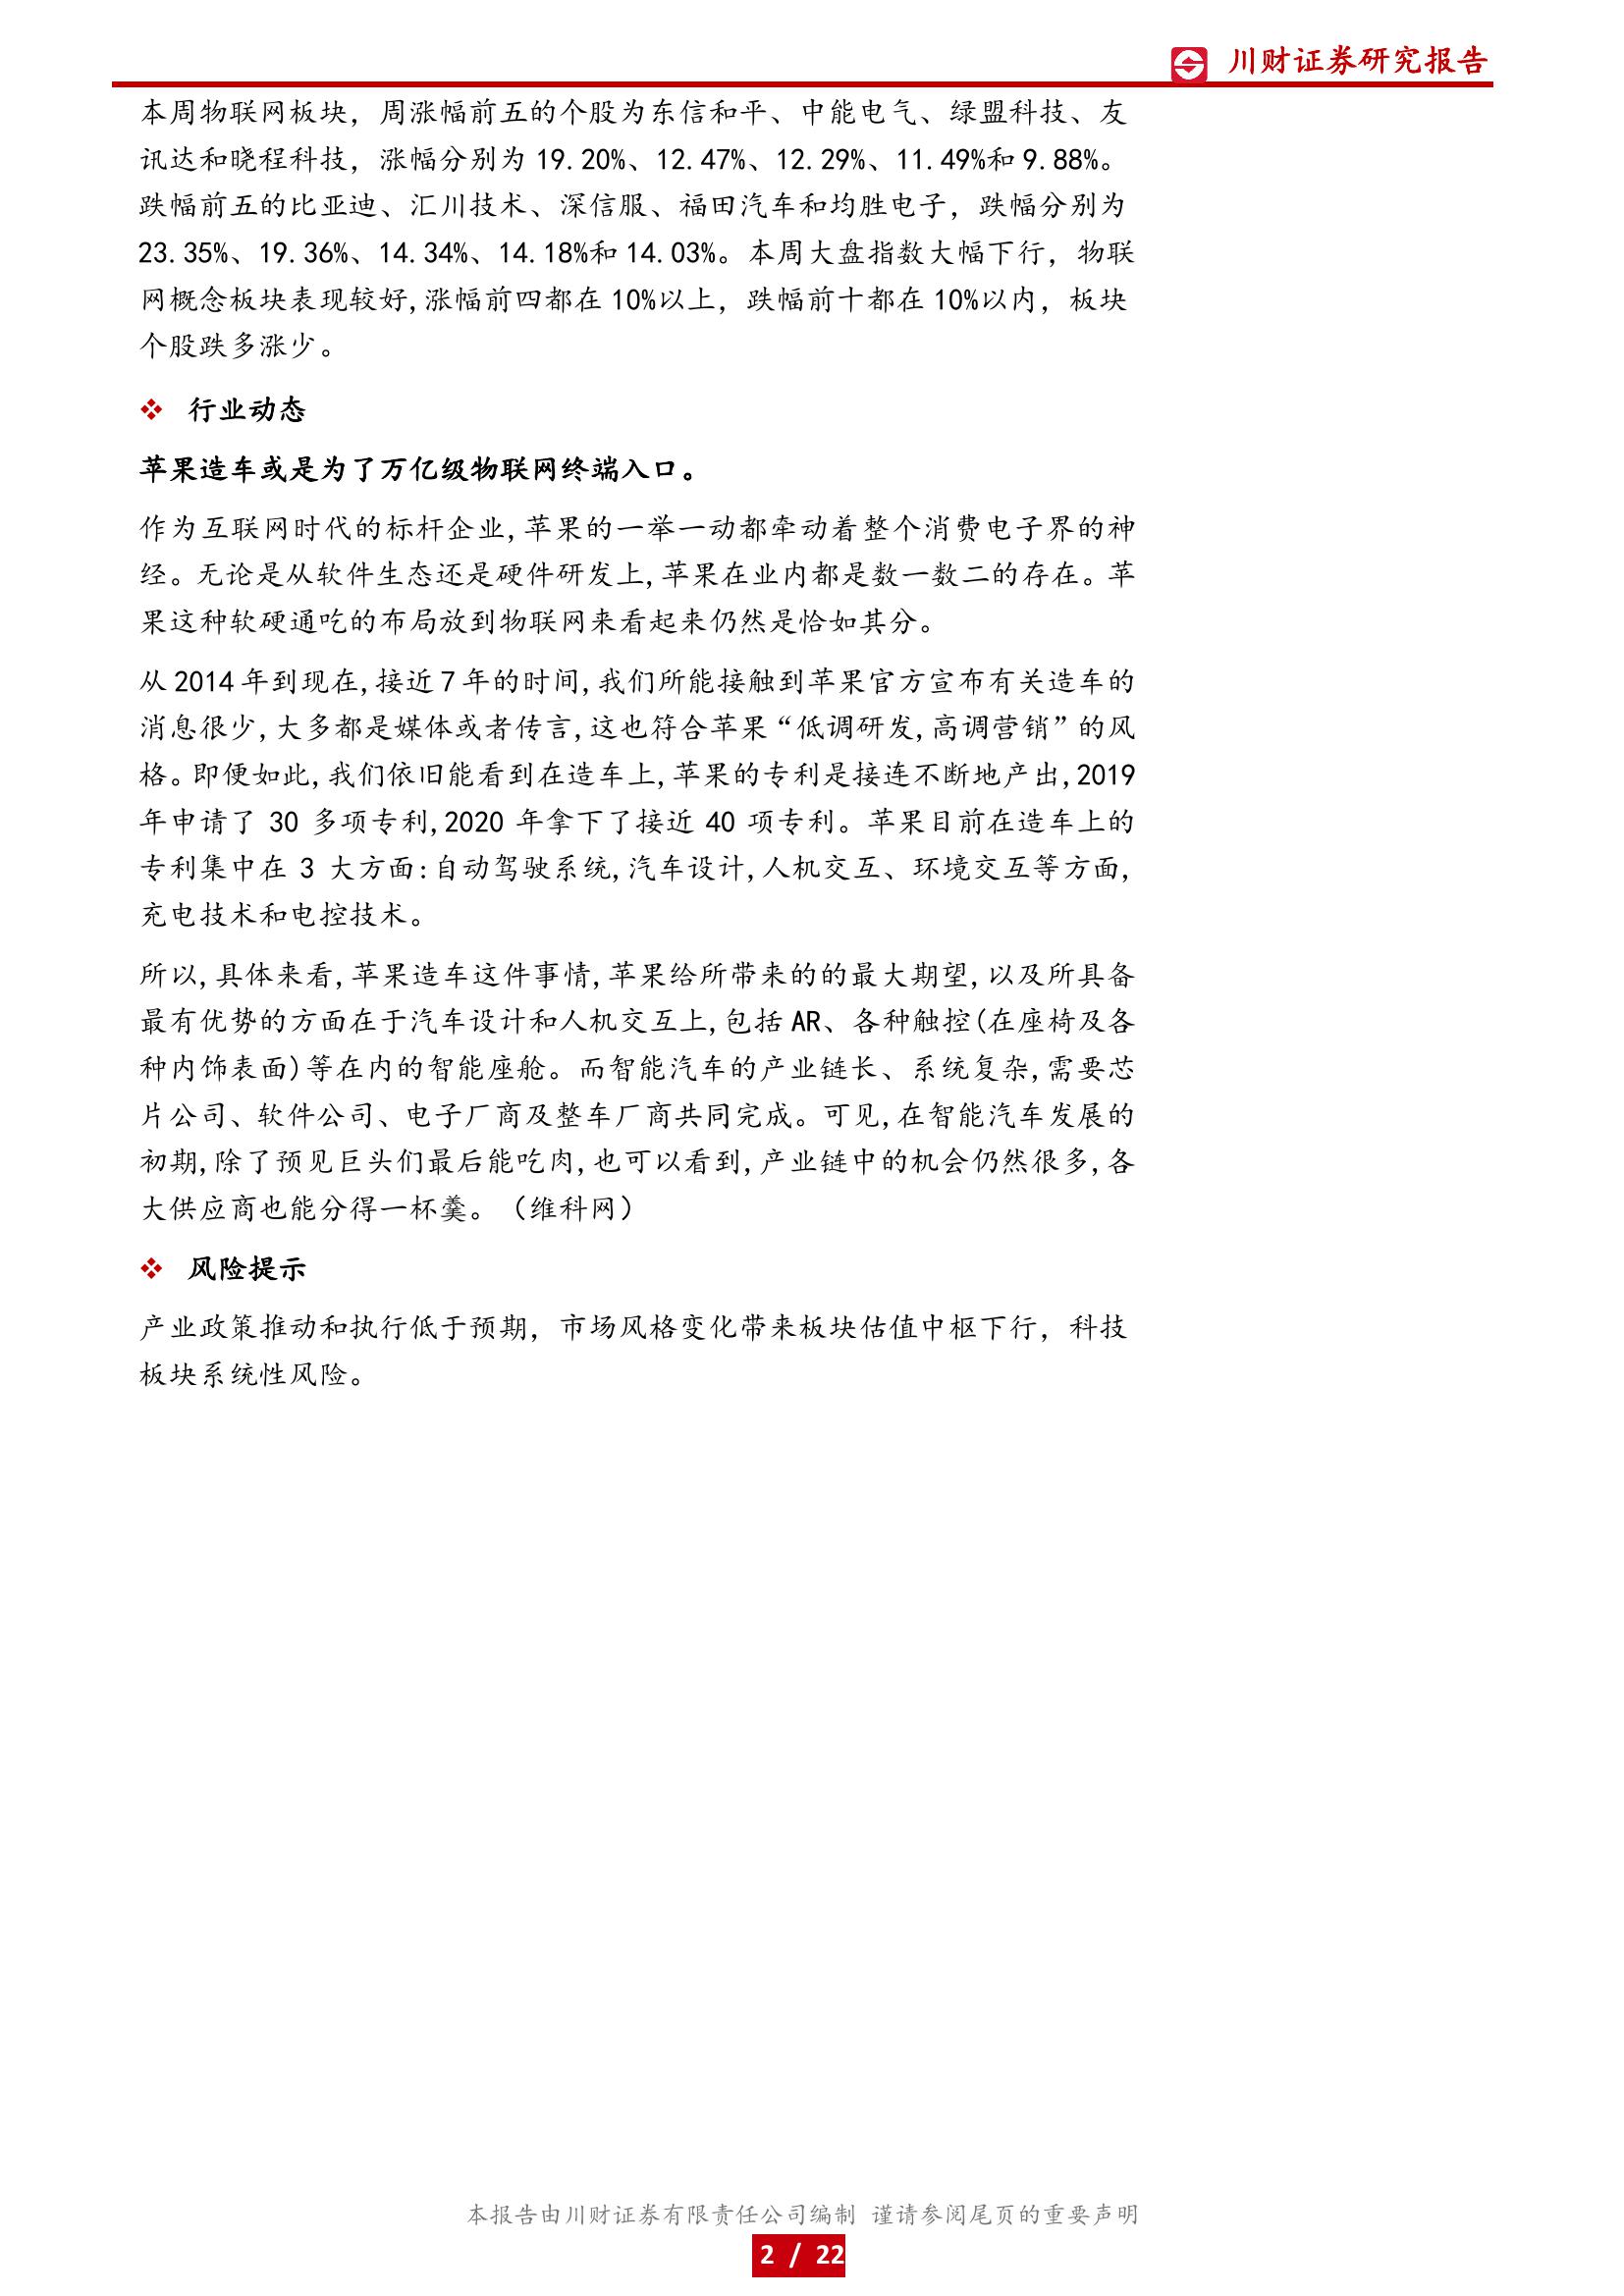 川财证券研究报告
本周物联网板块，周涨幅前五的个股为东信和平、中能电气、绿盟科技、友
讯达和晓程科技，涨幅分别为 19.20%、12.47%、12.29%、11.49%和 9.88%。
跌幅前五的比亚迪、汇川技术、深信服、福田汽车和均胜电子，跌幅分别为
23.35%、19.36%、14.34%、14.18%和 14.03%。本周大盘指数大幅下行，物联
网概念板块表现较好,涨幅前四都在 10%以上，跌幅前十都在 10%以内，板块
个股跌多涨少。
❖ 行业动态
苹果造车或是为了万亿级物联网终端入口。
作为互联网时代的标杆企业,苹果的一举一动都牵动着整个消费电子界的神
经。无论是从软件生态还是硬件研发上,苹果在业内都是数一数二的存在。苹
果这种软硬通吃的布局放到物联网来看起来仍然是恰如其分。
从 2014 年到现在,接近 7 年的时间,我们所能接触到苹果官方宣布有关造车的
消息很少,大多都是媒体或者传言,这也符合苹果“低调研发,高调营销”的风
格。即便如此,我们依旧能看到在造车上,苹果的专利是接连不断地产出,2019
年申请了 30 多项专利,2020 年拿下了接近 40 项专利。苹果目前在造车上的
专利集中在 3 大方面:自动驾驶系统,汽车设计,人机交互、环境交互等方面,
充电技术和电控技术。
所以,具体来看,苹果造车这件事情,苹果给所带来的的最大期望,以及所具备
最有优势的方面在于汽车设计和人机交互上,包括 AR、各种触控(在座椅及各
种内饰表面)等在内的智能座舱。而智能汽车的产业链长、系统复杂,需要芯
片公司、软件公司、电子厂商及整车厂商共同完成。可见,在智能汽车发展的
初期,除了预见巨头们最后能吃肉,也可以看到,产业链中的机会仍然很多,各
大供应商也能分得一杯羹。（维科网）
❖ 风险提示
产业政策推动和执行低于预期，市场风格变化带来板块估值中枢下行，科技
板块系统性风险。
本报告由川财证券有限责任公司编制 谨请参阅尾页的重要声明
2 / 22